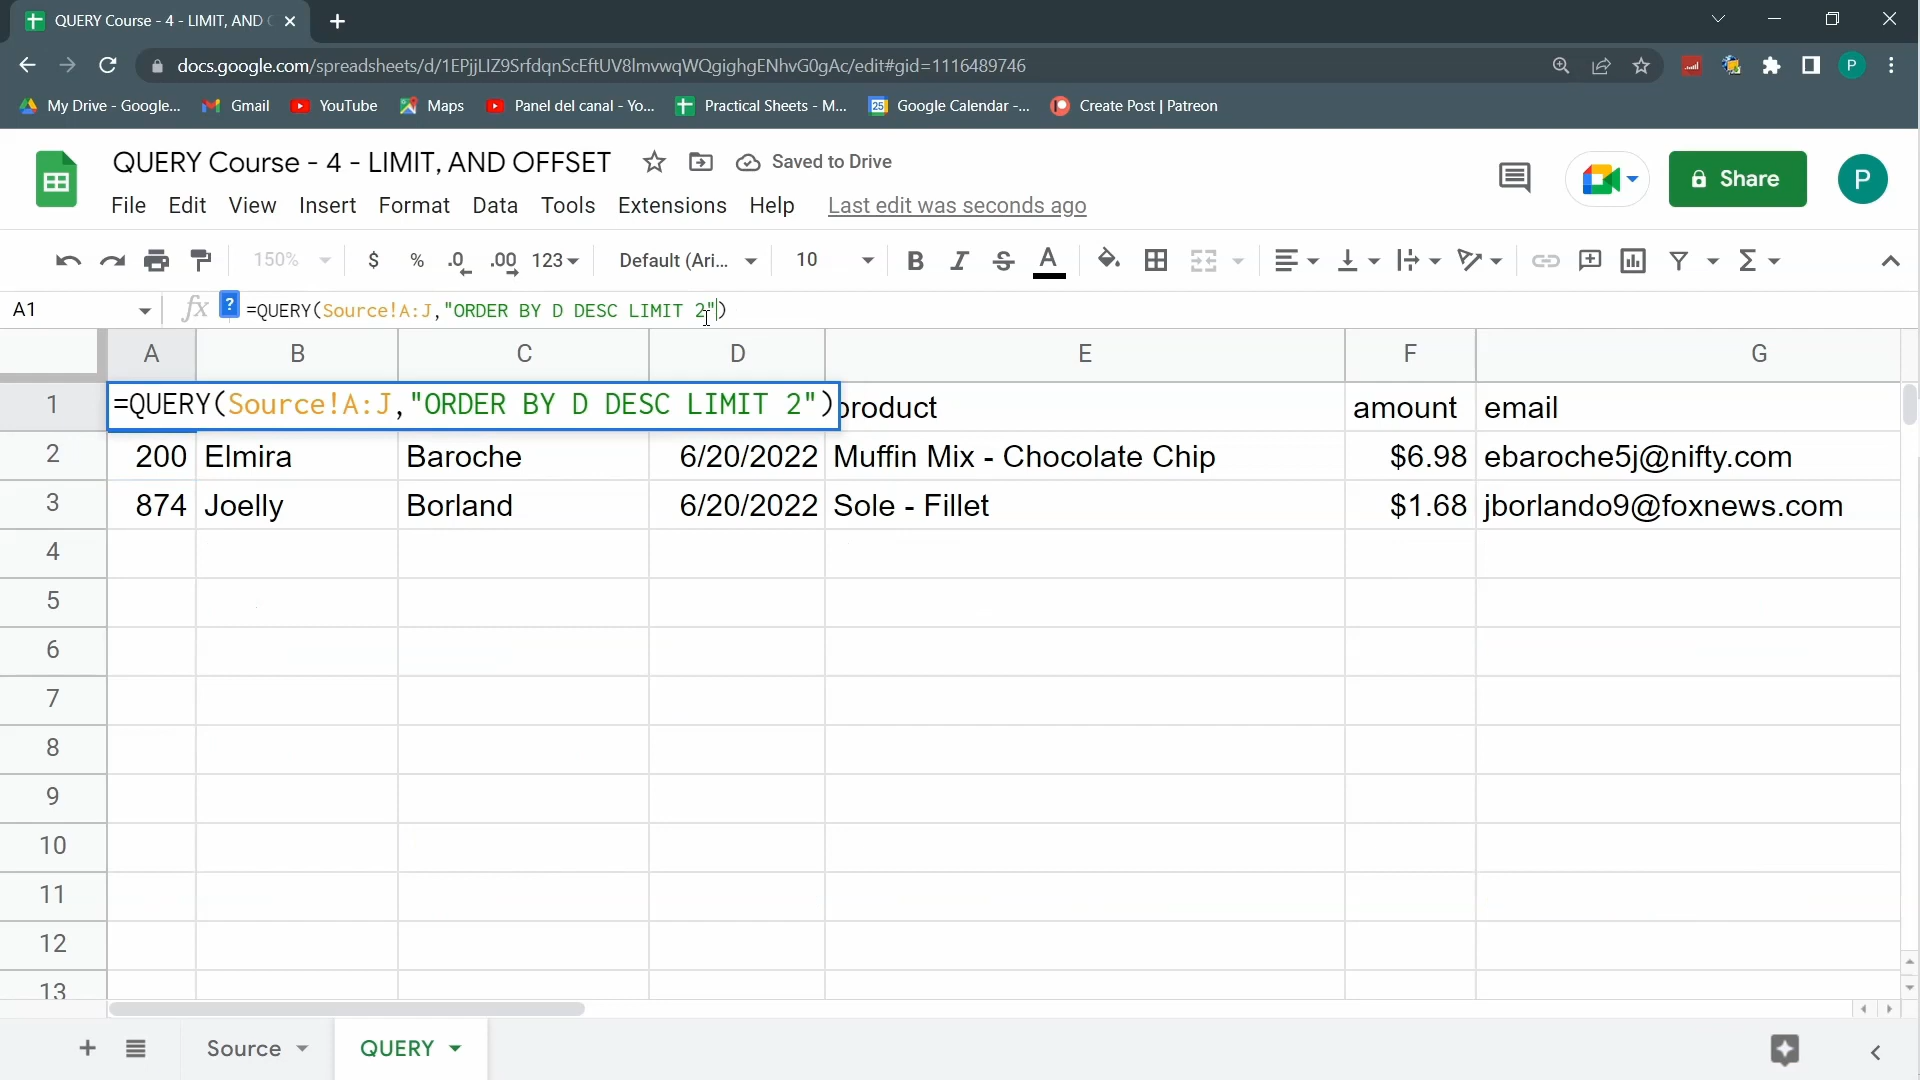 QUERY Course - 4 - LIMIT, AND
docs.google.com/spreadsheets/d/1EPjjLIZ9SrfdqnScEftUV8lmvwqWQgighgENhvG0gAc/edit#gid=1116489746
P
My Drive - Google... Gmail YouTube Maps Panel del canal - Yo... Practical Sheets - M... 25 Google Calendar -... Create Post | Patreon
QUERY Course - 4 - LIMIT, AND OFFSET Saved to Drive
Share P
File Edit View Insert Format Data Tools Extensions Help Last edit was seconds ago
150% $ % .0 .00 123 Default (Ari... 10 B I S A Σ
A1 fx ? =QUERY(Source!A:J,"ORDER BY D DESC LIMIT 2")
A B C D E F G
1 =QUERY(Source!A:J,"ORDER BY D DESC LIMIT 2") product amount email
2 200 Elmira Baroche 6/20/2022 Muffin Mix - Chocolate Chip $6.98 ebaroche5j@nifty.com
3 874 Joelly Borland 6/20/2022 Sole - Fillet $1.68 jborlando9@foxnews.com
4
5
6
7
8
9
10
11
12
13
Source QUERY